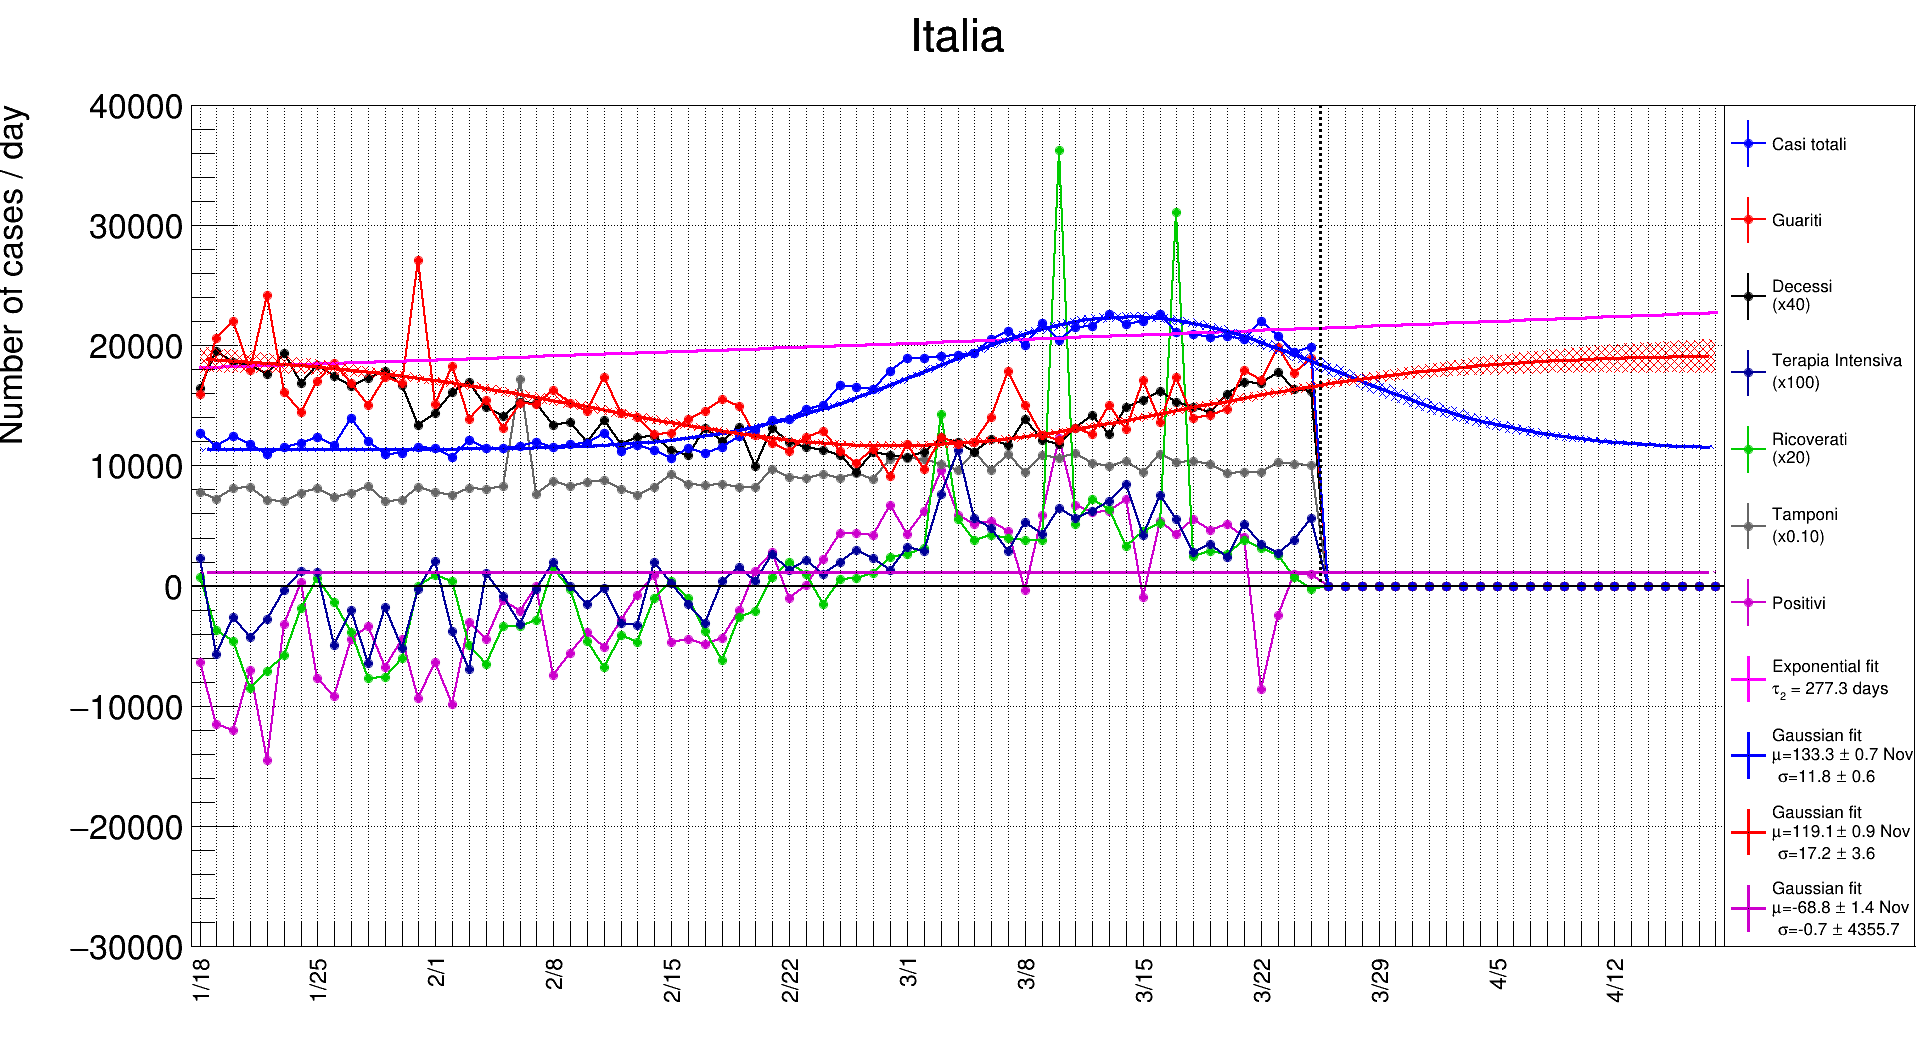 Italia
Number of cases / day
40000
30000
20000
10000
0
−10000
−20000
−30000
1/18
1/25
2/1
2/8
2/15
2/22
3/1
3/8
3/15
3/22
3/29
4/5
4/12
Casi totali
Guariti
Decessi
(x40)
Terapia Intensiva
(x100)
Ricoverati
(x20)
Tamponi
(x0.10)
Positivi
Exponential fit
τ₂ = 277.3 days
Gaussian fit
μ=133.3 ± 0.7 Nov
σ=11.8 ± 0.6
Gaussian fit
μ=119.1 ± 0.9 Nov
σ=17.2 ± 3.6
Gaussian fit
μ=-68.8 ± 1.4 Nov
σ=-0.7 ± 4355.7